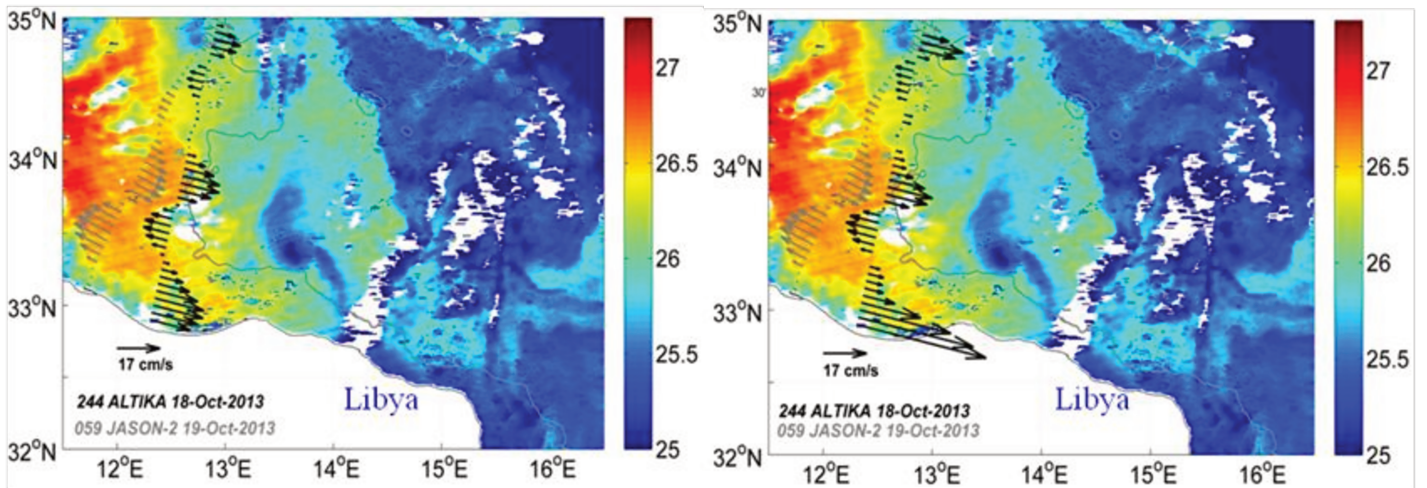 35°N
34°N
33°N
32°N
12°E 13°E 14°E 15°E 16°E
27
26.5
26
25.5
25
17 cm/s
244 ALTIKA 18-Oct-2013
059 JASON-2 19-Oct-2013
Libya
35°N
30'
34°N
33°N
32°N
12°E 13°E 14°E 15°E 16°E
27
26.5
26
25.5
25
17 cm/s
244 ALTIKA 18-Oct-2013
059 JASON-2 19-Oct-2013
Libya